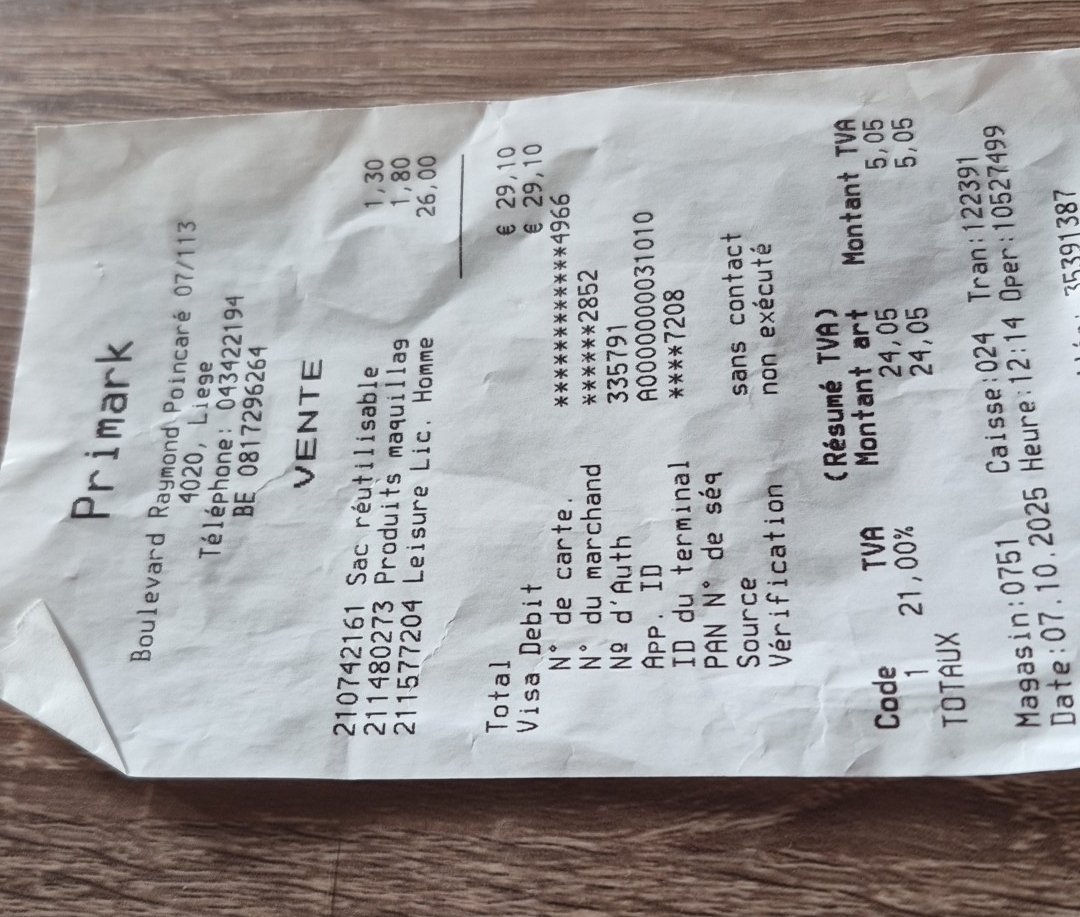 Primark
Boulevard Raymond Poincaré 07/113
4020, Liege
Téléphone: 043422194
BE 0817296264
VENTE
210742161 Sac réutilisable 1,30
211480273 Produits maquillag 1,80
211577204 Leisure Lic. Homme 26,00
Total € 29,10
Visa Debit € 29,10
N° de carte. ************4966
N° du marchand ******2852
Nº d'Auth 335791
App. ID A0000000031010
ID du terminal ****7208
PAN N° de séq
Source sans contact
Vérification non exécuté
(Résumé TVA)
Code TVA Montant art Montant TVA
1 21,00% 24,05 5,05
TOTAUX 24,05 5,05
Magasin:0751 Caisse:024 Tran:122391
Date:07.10.2025 Heure:12:14 Oper:10527499
35391387